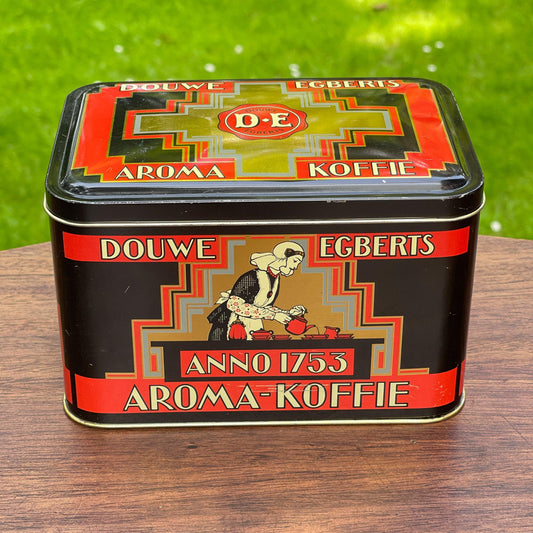 DOUWE EGBERTS
D•E
AROMA KOFFIE
DOUWE EGBERTS
ANNO 1753
AROMA-KOFFIE